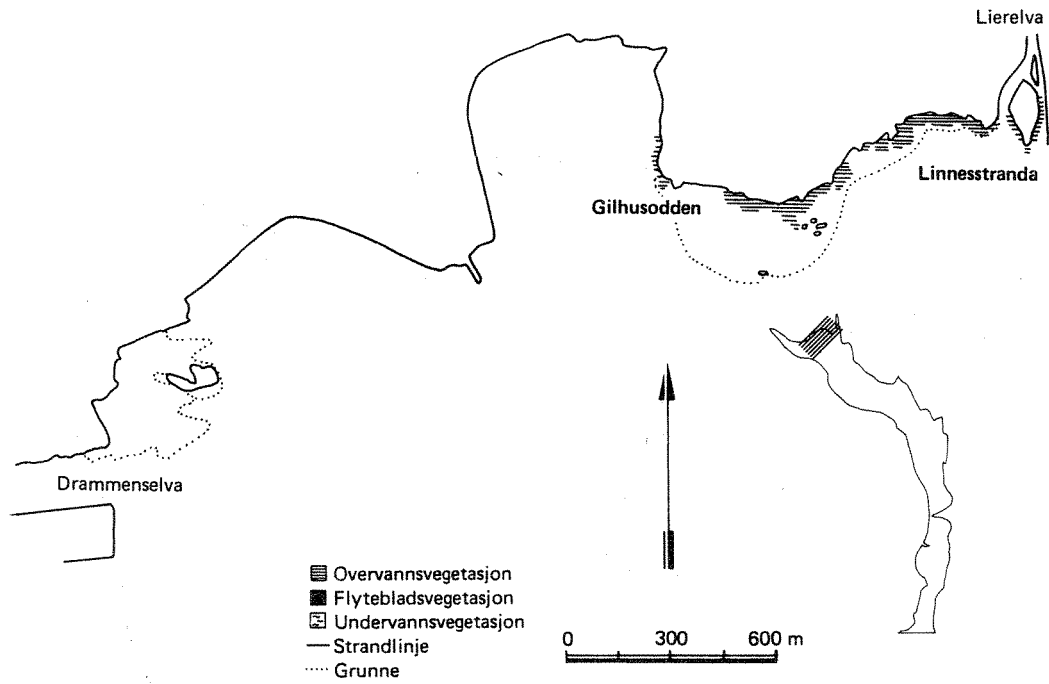 Lierelva
Linnesstranda
Gilhusodden
Drammenselva
Overvannsvegetasjon
Flytebladsvegetasjon
Undervannsvegetasjon
Strandlinje
Grunne
0 300 600 m